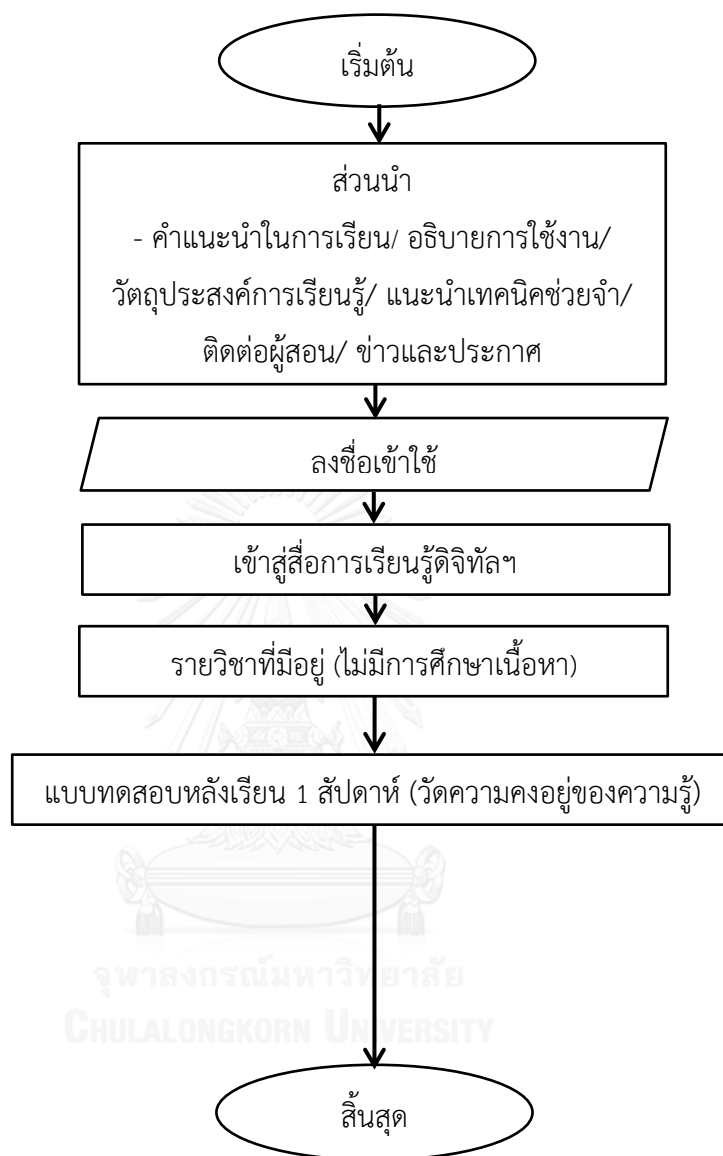 เริ่มต้น
ส่วนนำ
- คำแนะนำในการเรียน/ อธิบายการใช้งาน/
วัตถุประสงค์การเรียนรู้/ แนะนำเทคนิคช่วยจำ/
ติดต่อผู้สอน/ ข่าวและประกาศ
ลงชื่อเข้าใช้
เข้าสู่สื่อการเรียนรู้ดิจิทัลฯ
รายวิชาที่มีอยู่ (ไม่มีการศึกษาเนื้อหา)
แบบทดสอบหลังเรียน 1 สัปดาห์ (วัดความคงอยู่ของความรู้)
จุฬาลงกรณ์มหาวิทยาลัย
CHULALONGKORN UNIVERSITY
สิ้นสุด